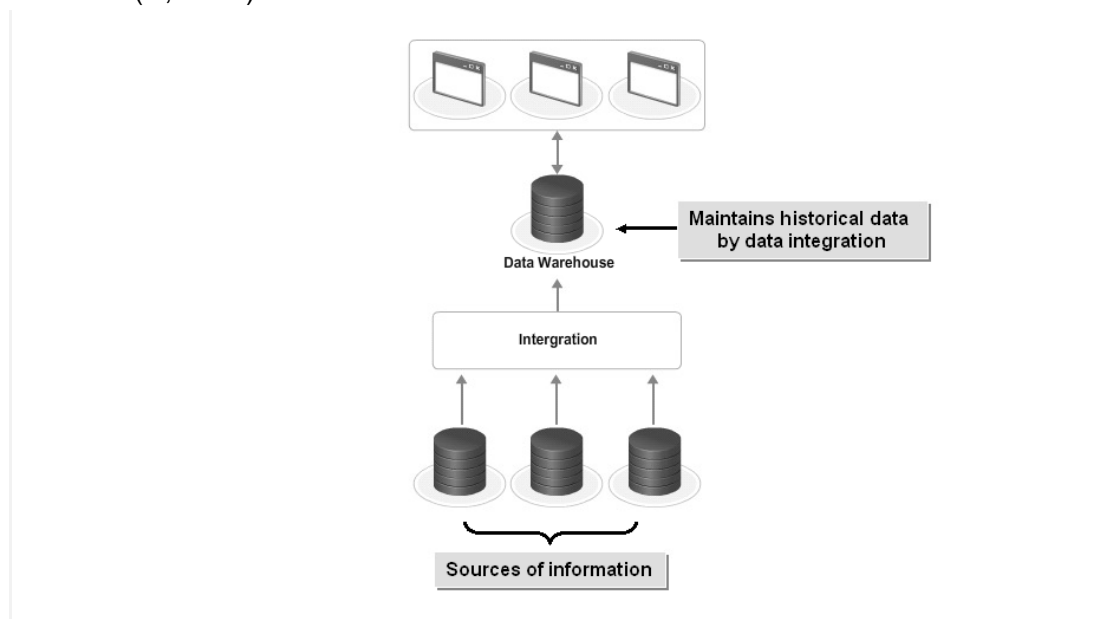 Maintains historical data
by data integration
Data Warehouse
Intergration
Sources of information